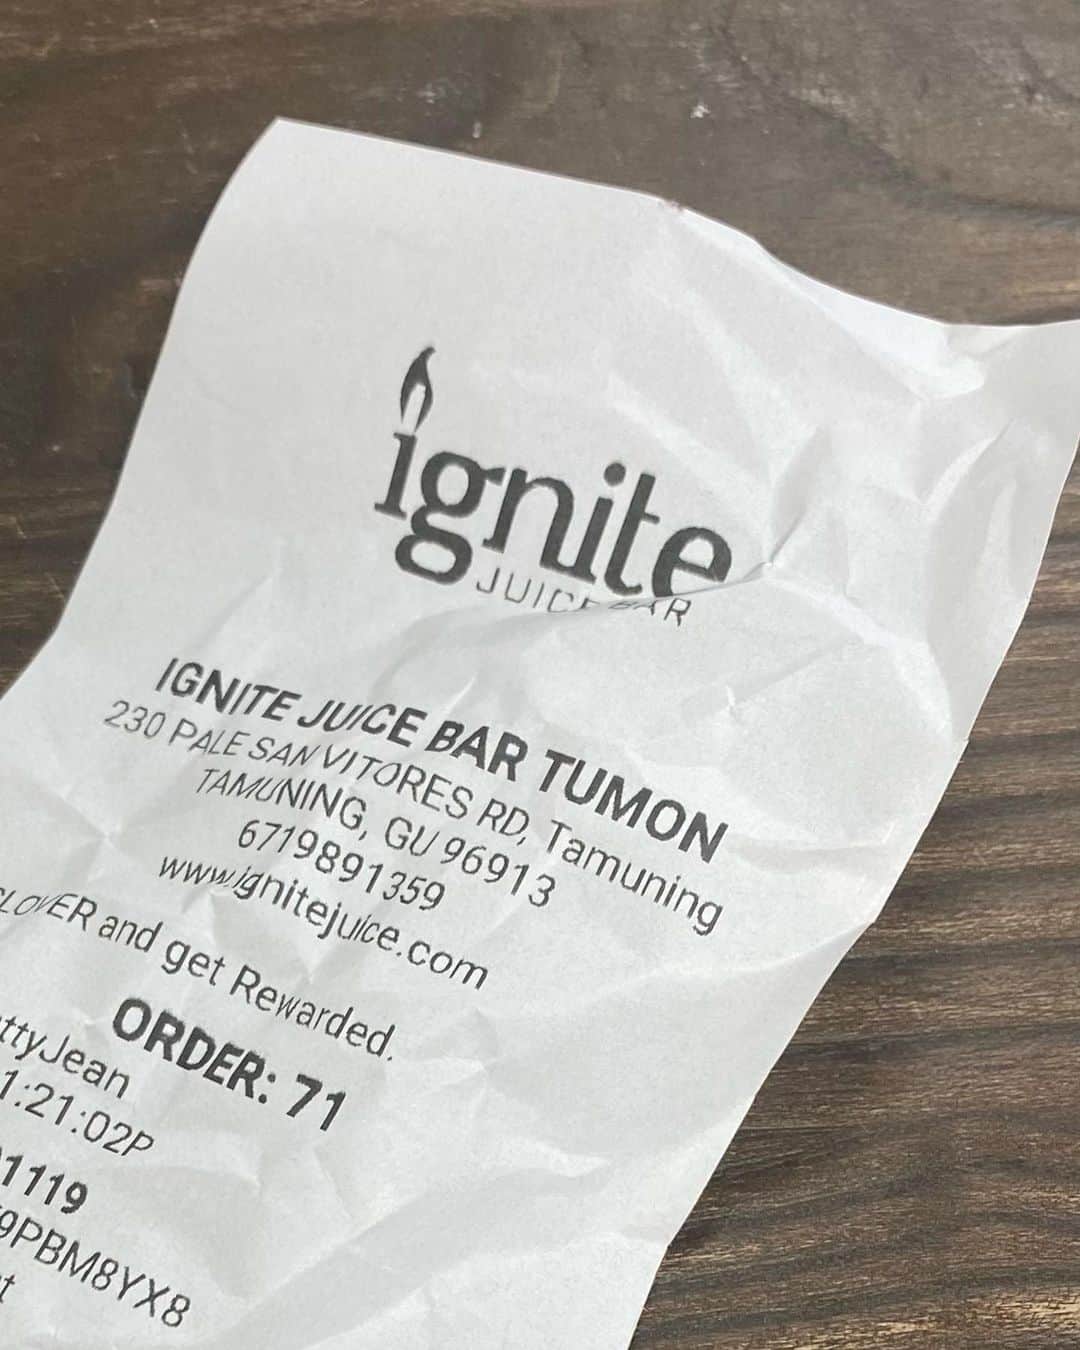 ignite
JUICE BAR
IGNITE JUICE BAR TUMON
230 PALE SAN VITORES RD, Tamuning
TAMUNING, GU 96913
6719891359
www.ignitejuice.com
CLOVER and get Rewarded.
ORDER: 71
ttyJean
1:21:02P
1119
9PBM8YX8